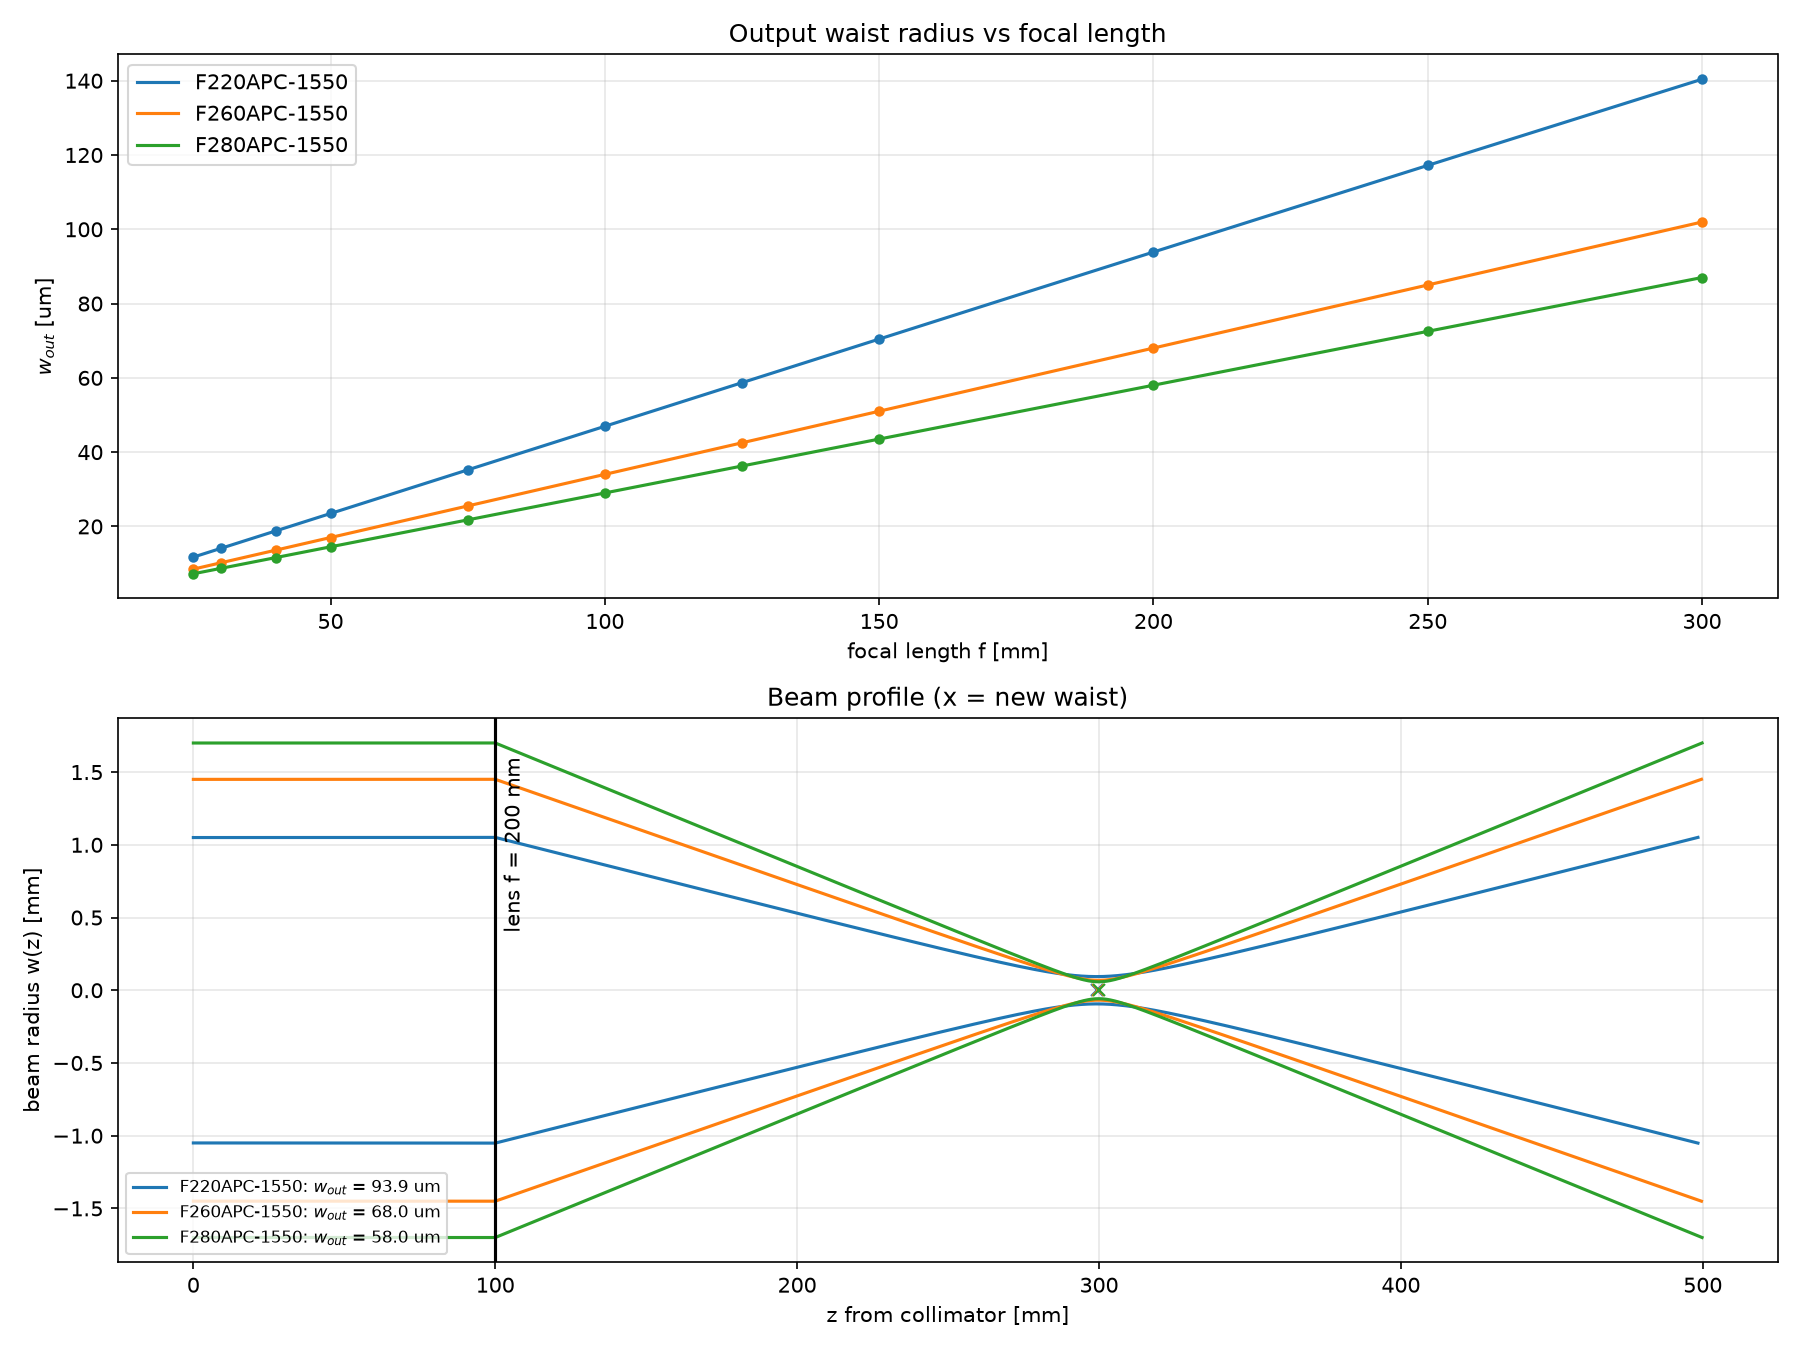 Output waist radius vs focal length
F220APC-1550
F260APC-1550
F280APC-1550
140
120
100
80
60
40
20
w_out [um]
50 100 150 200 250 300
focal length f [mm]
Beam profile (x = new waist)
lens f = 200 mm
1.5
1.0
0.5
0.0
−0.5
−1.0
−1.5
beam radius w(z) [mm]
F220APC-1550: w_out = 93.9 um
F260APC-1550: w_out = 68.0 um
F280APC-1550: w_out = 58.0 um
0 100 200 300 400 500
z from collimator [mm]